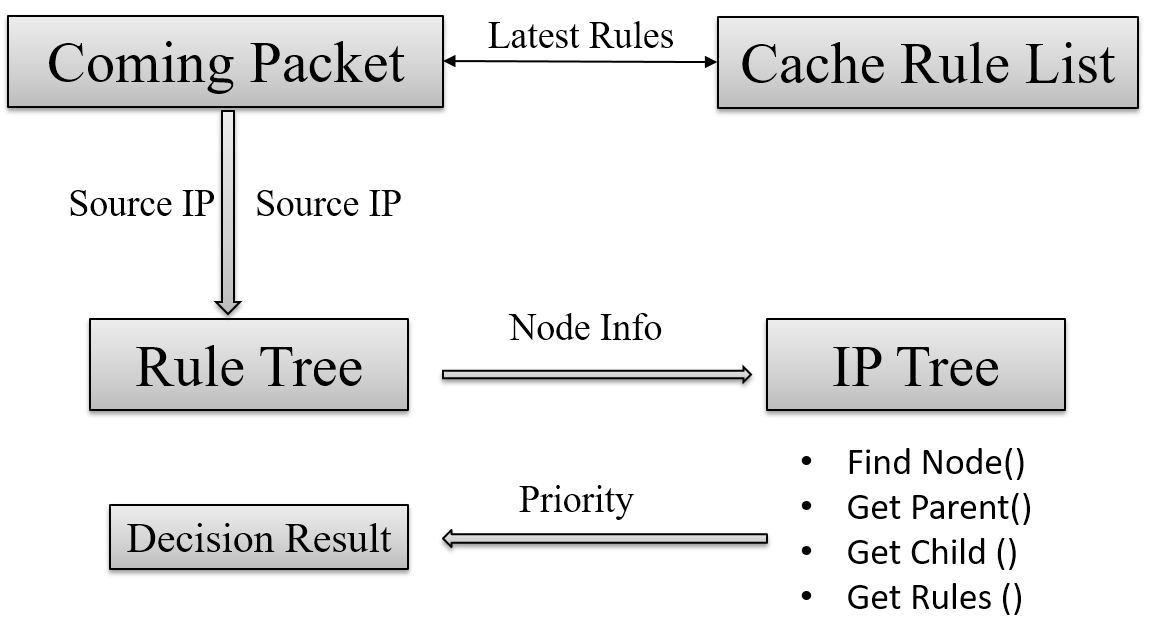 Coming Packet
Latest Rules
Cache Rule List
Source IP
Source IP
Rule Tree
Node Info
IP Tree
• Find Node()
• Get Parent()
• Get Child ()
• Get Rules ()
Priority
Decision Result